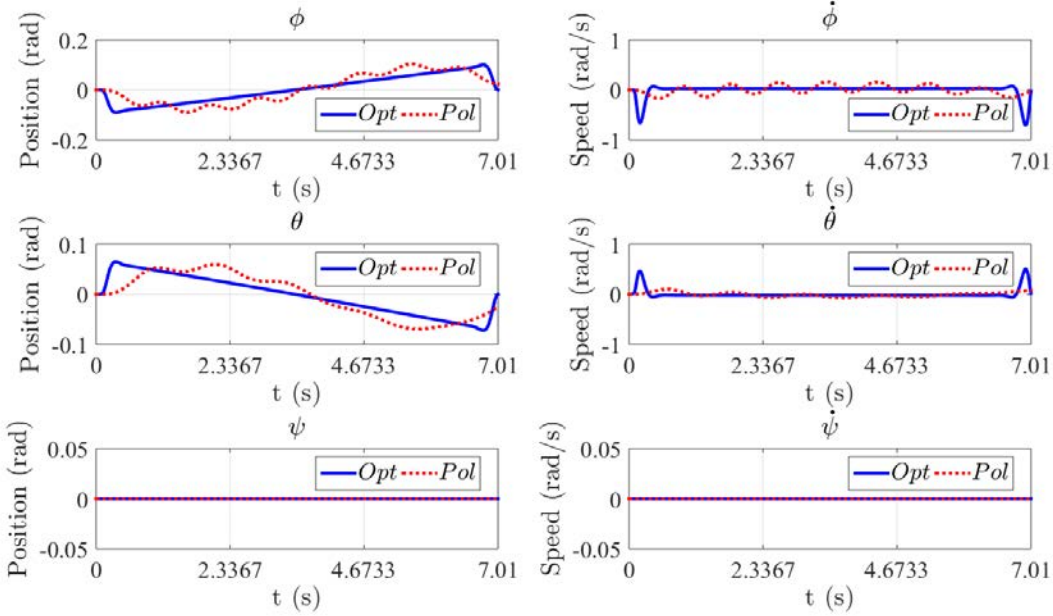 ϕ
0.2
0
-0.2
Position (rad)
Opt Pol
0 2.3367 4.6733 7.01
t (s)
ϕ̇
1
0
-1
Speed (rad/s)
Opt Pol
0 2.3367 4.6733 7.01
t (s)
θ
0.1
0
-0.1
Position (rad)
Opt Pol
0 2.3367 4.6733 7.01
t (s)
θ̇
1
0
-1
Speed (rad/s)
Opt Pol
0 2.3367 4.6733 7.01
t (s)
ψ
0.05
0
-0.05
Position (rad)
Opt Pol
0 2.3367 4.6733 7.01
t (s)
ψ̇
0.05
0
-0.05
Speed (rad/s)
Opt Pol
0 2.3367 4.6733 7.01
t (s)